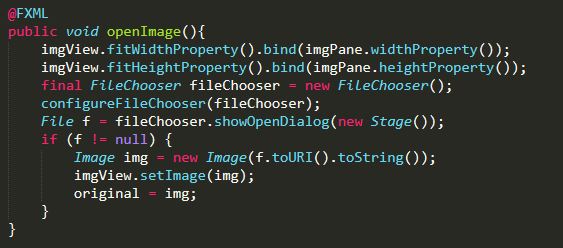 @FXML
public void openImage(){
    imgView.fitWidthProperty().bind(imgPane.widthProperty());
    imgView.fitHeightProperty().bind(imgPane.heightProperty());
    final FileChooser fileChooser = new FileChooser();
    configureFileChooser(fileChooser);
    File f = fileChooser.showOpenDialog(new Stage());
    if (f != null) {
        Image img = new Image(f.toURI().toString());
        imgView.setImage(img);
        original = img;
    }
}